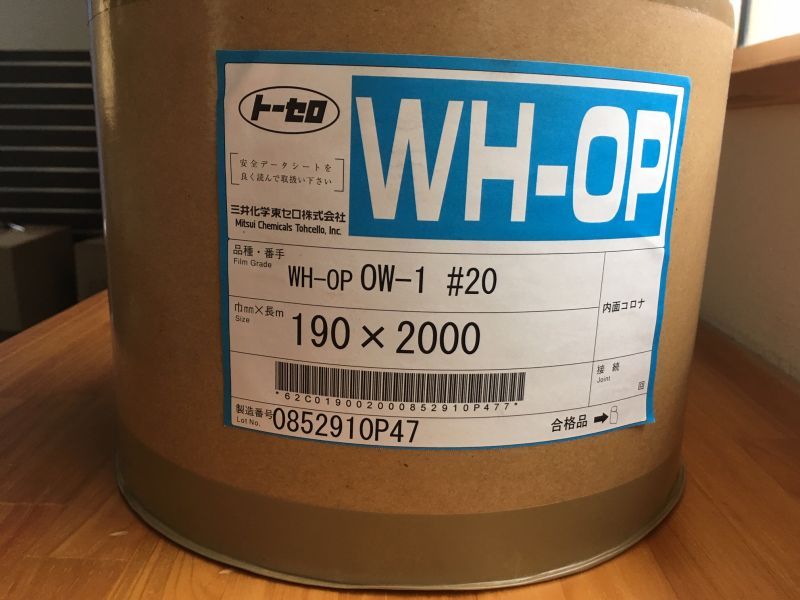 トーセロ
安全データシートを
良く読んで取扱い下さい
三井化学東セロ株式会社
Mitsui Chemicals Tohcello, Inc.
WH-OP
品種・番手
Film Grade
WH-OP OW-1 #20
巾mm×長m
Size
190×2000
内面コロナ
接続
Joint
回
*62C019002000852910P477*
製造番号
Lot No.
0852910P47
合格品